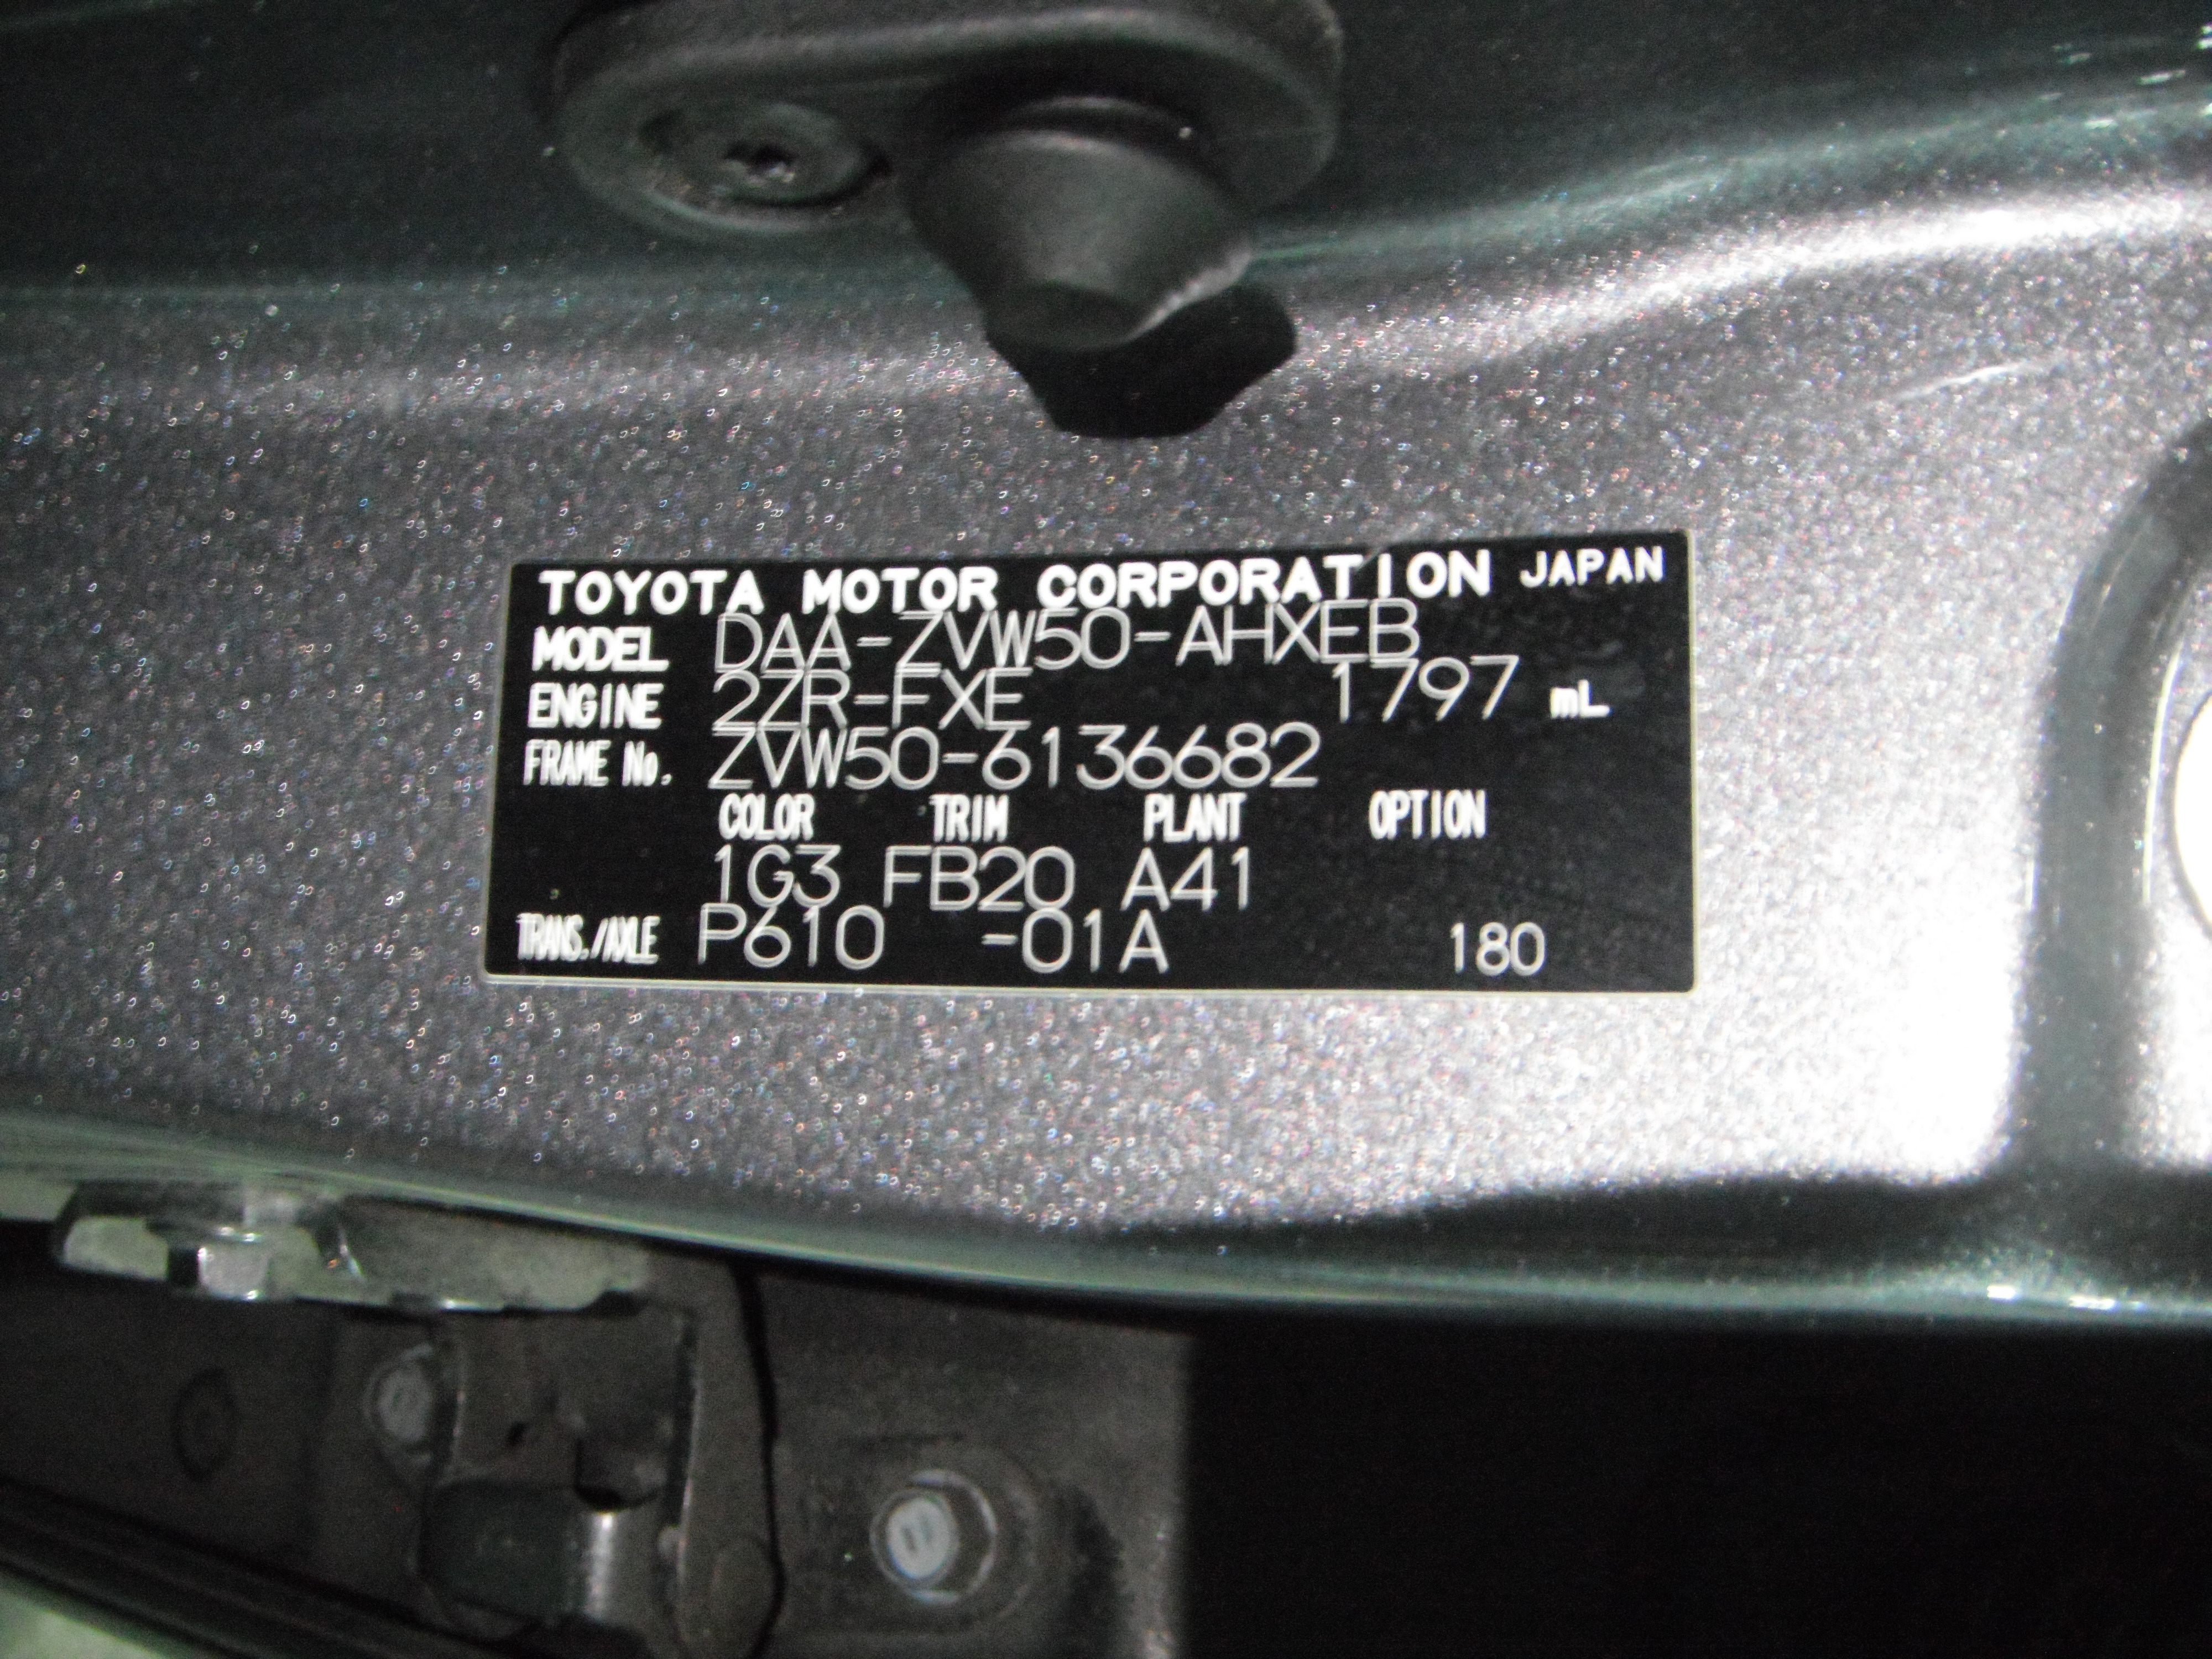 TOYOTA MOTOR CORPORATION JAPAN
MODEL DAA-ZVW50-AHXEB
ENGINE 2ZR-FXE 1797 mL
FRAME No. ZVW50-6136682
COLOR TRIM PLANT OPTION
1G3 FB20 A41
TRANS./AXLE P610 -01A 180